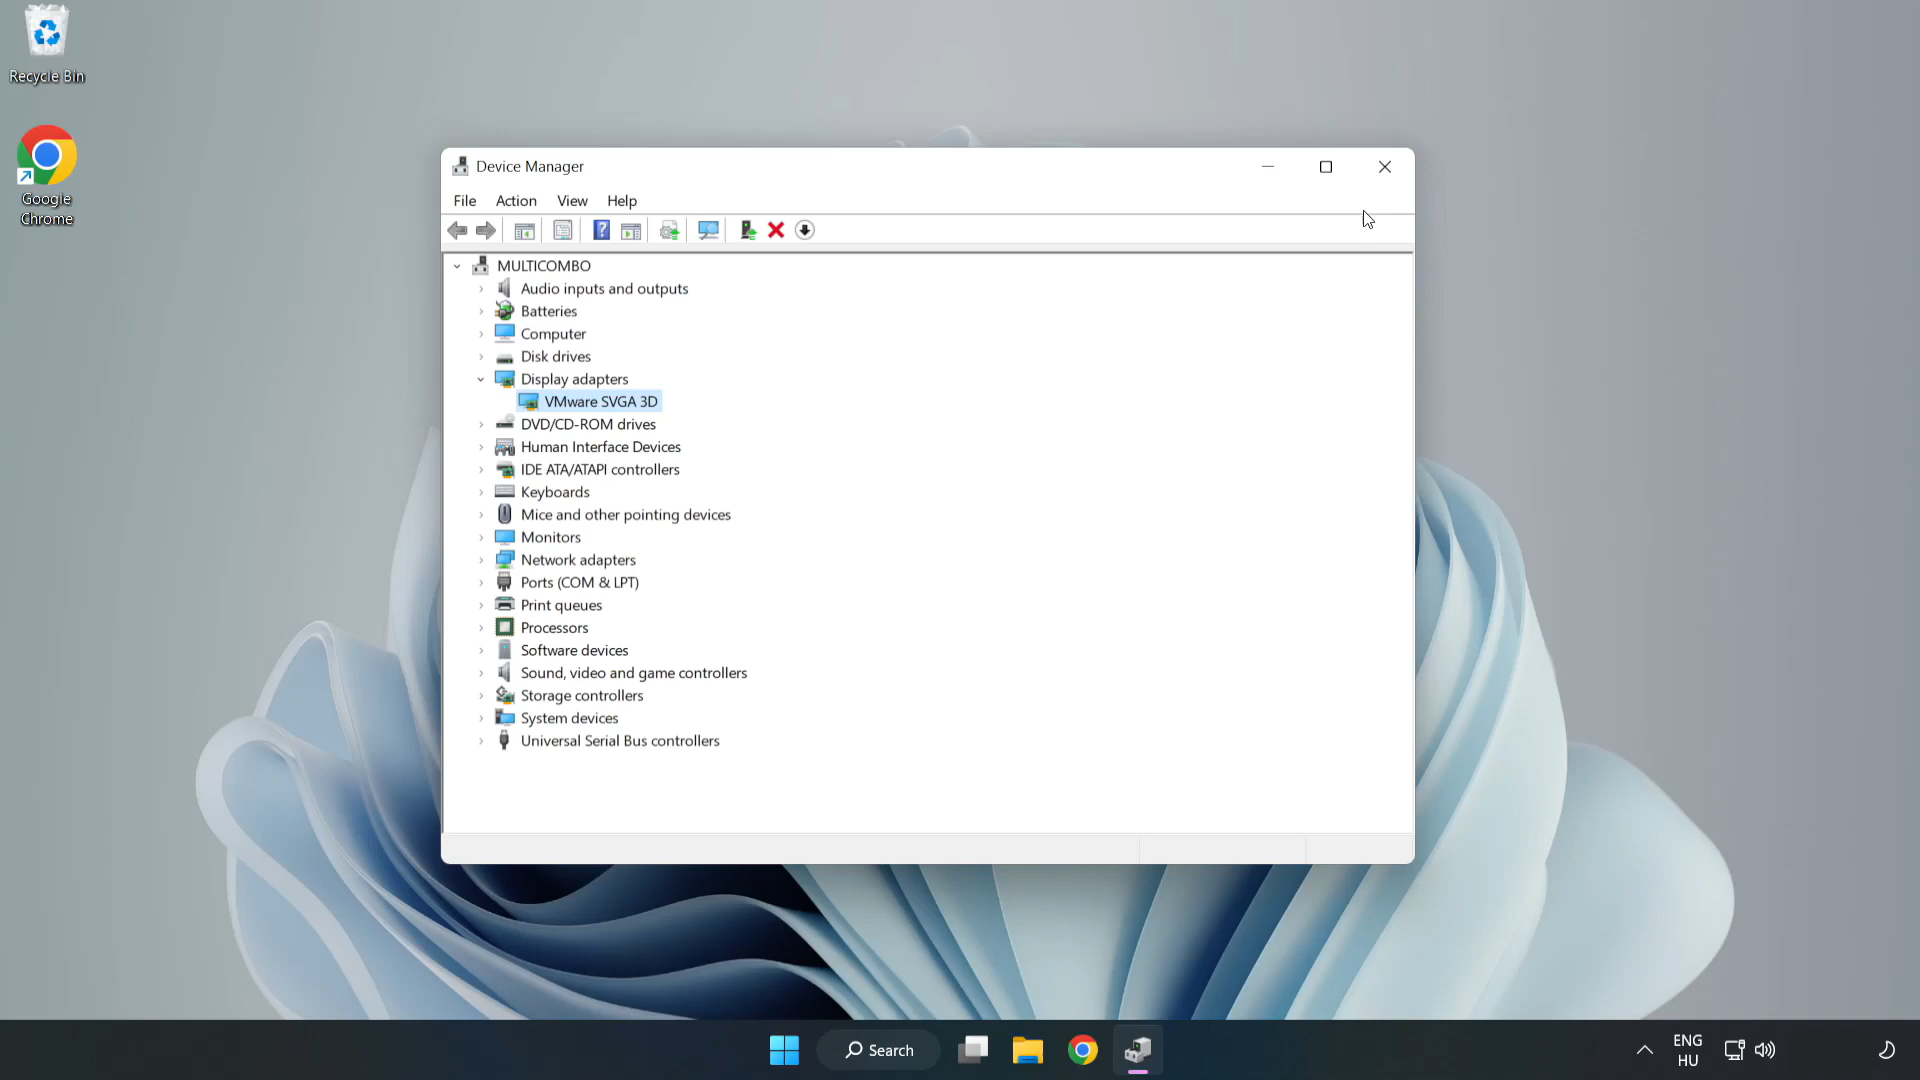 Recycle Bin
Google
Chrome
Device Manager
File Action View Help
MULTICOMBO
Audio inputs and outputs
Batteries
Computer
Disk drives
Display adapters
VMware SVGA 3D
DVD/CD-ROM drives
Human Interface Devices
IDE ATA/ATAPI controllers
Keyboards
Mice and other pointing devices
Monitors
Network adapters
Ports (COM & LPT)
Print queues
Processors
Software devices
Sound, video and game controllers
Storage controllers
System devices
Universal Serial Bus controllers
Search
ENG
HU